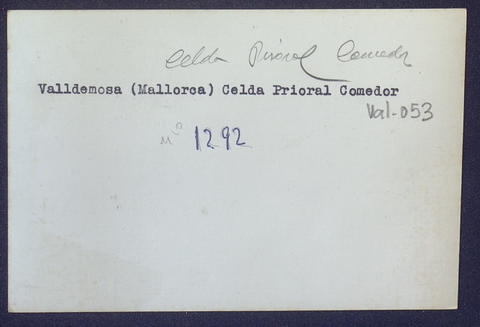 Celda Prioral Comedor
Valldemosa (Mallorca) Celda Prioral Comedor
Val-053
Nº 1292